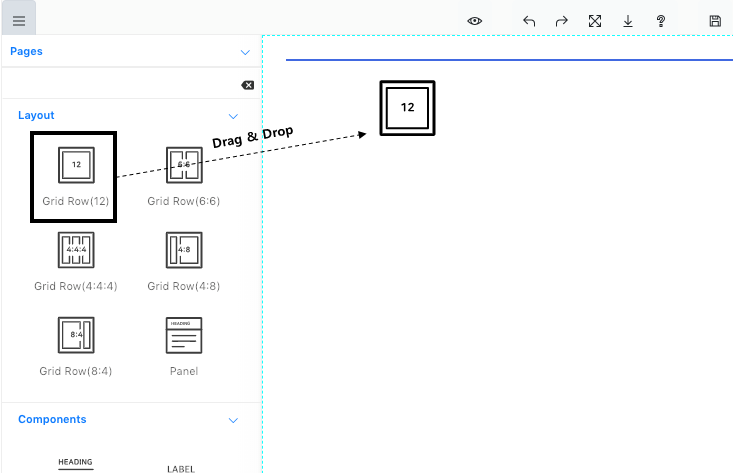 Pages
Layout
12
Drag & Drop
12
6:6
Grid Row(12)
Grid Row(6:6)
4:4:4
4:8
Grid Row(4:4:4)
Grid Row(4:8)
8:4
HEADING
Grid Row(8:4)
Panel
Components
HEADING
LABEL